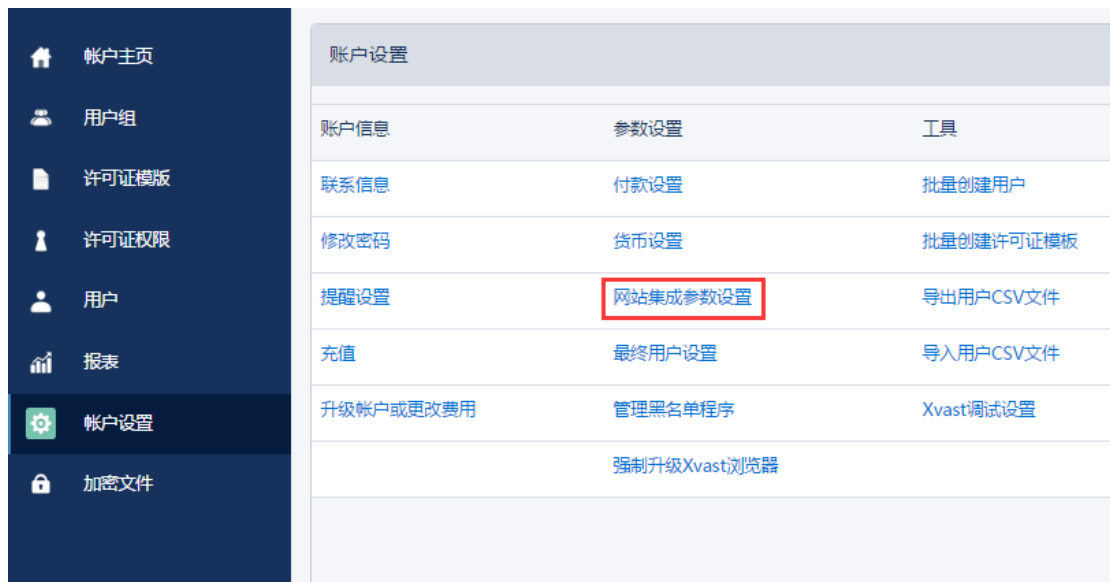 帐户主页
用户组
许可证模版
许可证权限
用户
报表
帐户设置
加密文件
账户设置
账户信息 参数设置 工具
联系信息 付款设置 批量创建用户
修改密码 货币设置 批量创建许可证模板
提醒设置 网站集成参数设置 导出用户CSV文件
充值 最终用户设置 导入用户CSV文件
升级帐户或更改费用 管理黑名单程序 Xvast调试设置
强制升级Xvast浏览器